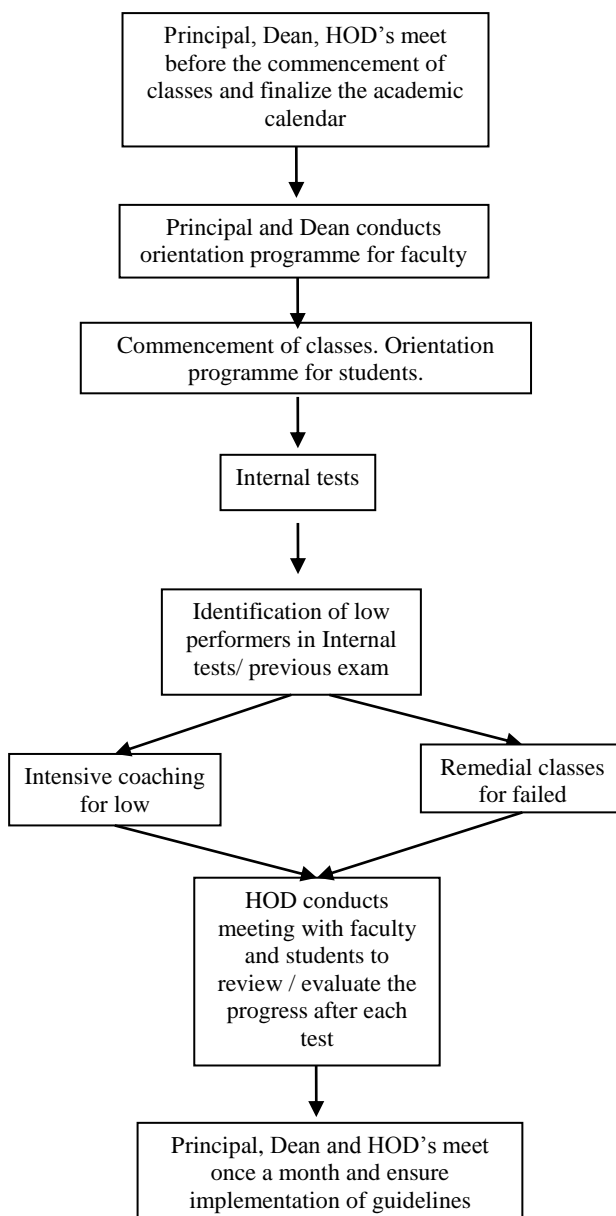 Principal, Dean, HOD’s meet
before the commencement of
classes and finalize the academic
calendar
Principal and Dean conducts
orientation programme for faculty
Commencement of classes. Orientation
programme for students.
Internal tests
Identification of low
performers in Internal
tests/ previous exam
Intensive coaching
for low
Remedial classes
for failed
HOD conducts
meeting with faculty
and students to
review / evaluate the
progress after each
test
Principal, Dean and HOD’s meet
once a month and ensure
implementation of guidelines